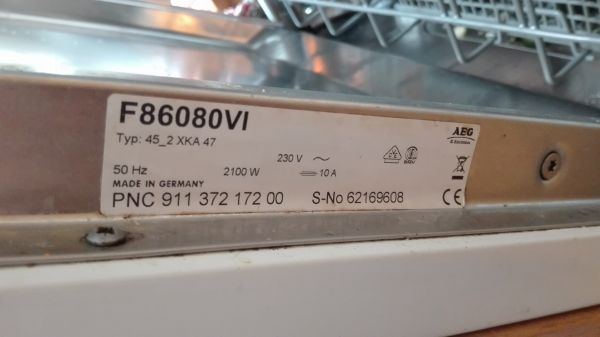 F86080VI
AEG
Typ: 45_2 XKA 47
230 V
50 Hz 2100 W 10 A
MADE IN GERMANY
PNC 911 372 172 00 S-No 62169608 CE